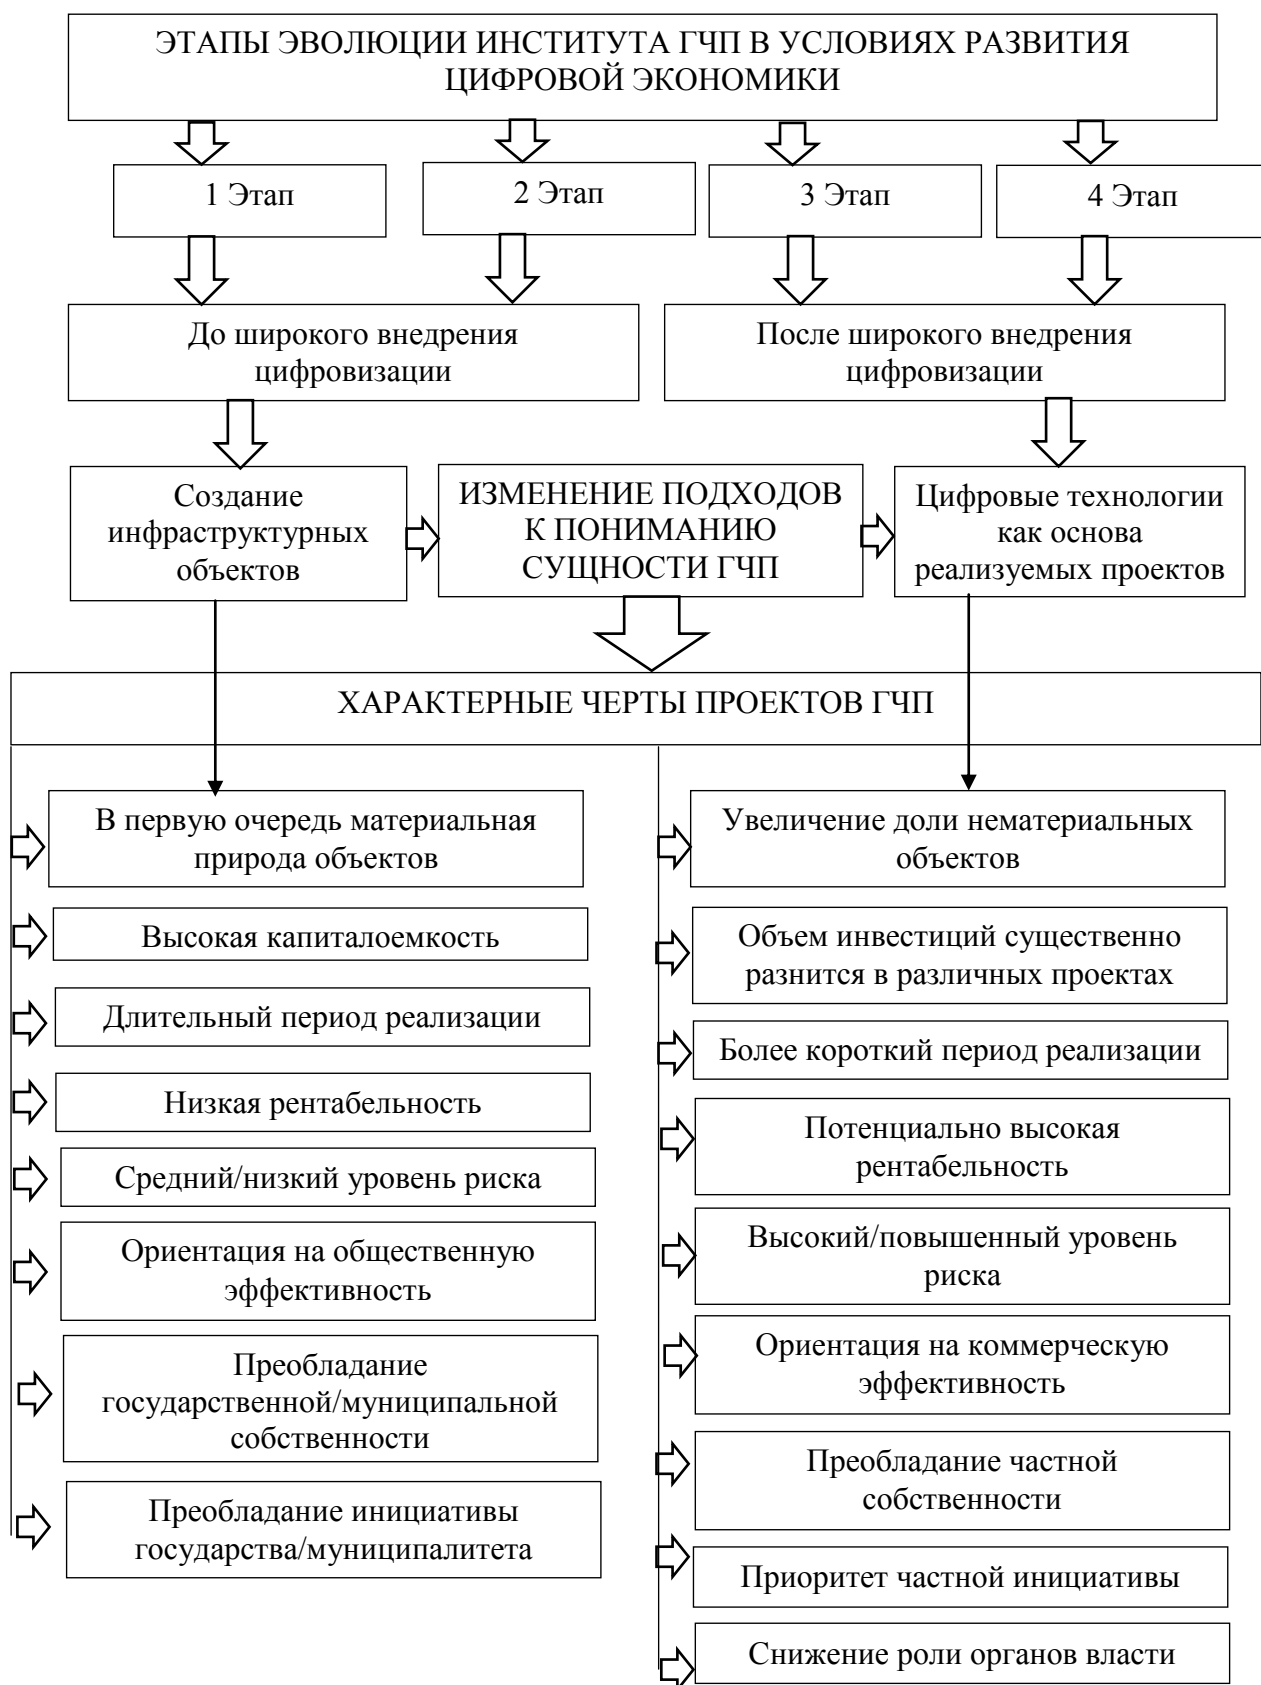 ЭТАПЫ ЭВОЛЮЦИИ ИНСТИТУТА ГЧП В УСЛОВИЯХ РАЗВИТИЯ
ЦИФРОВОЙ ЭКОНОМИКИ
1 Этап
2 Этап
3 Этап
4 Этап
До широкого внедрения
цифровизации
После широкого внедрения
цифровизации
Создание
инфраструктурных
объектов
ИЗМЕНЕНИЕ ПОДХОДОВ
К ПОНИМАНИЮ
СУЩНОСТИ ГЧП
Цифровые технологии
как основа
реализуемых проектов
ХАРАКТЕРНЫЕ ЧЕРТЫ ПРОЕКТОВ ГЧП
В первую очередь материальная
природа объектов
Высокая капиталоемкость
Длительный период реализации
Низкая рентабельность
Средний/низкий уровень риска
Ориентация на общественную
эффективность
Преобладание
государственной/муниципальной
собственности
Преобладание инициативы
государства/муниципалитета
Увеличение доли нематериальных
объектов
Объем инвестиций существенно
разнится в различных проектах
Более короткий период реализации
Потенциально высокая
рентабельность
Высокий/повышенный уровень
риска
Ориентация на коммерческую
эффективность
Преобладание частной
собственности
Приоритет частной инициативы
Снижение роли органов власти